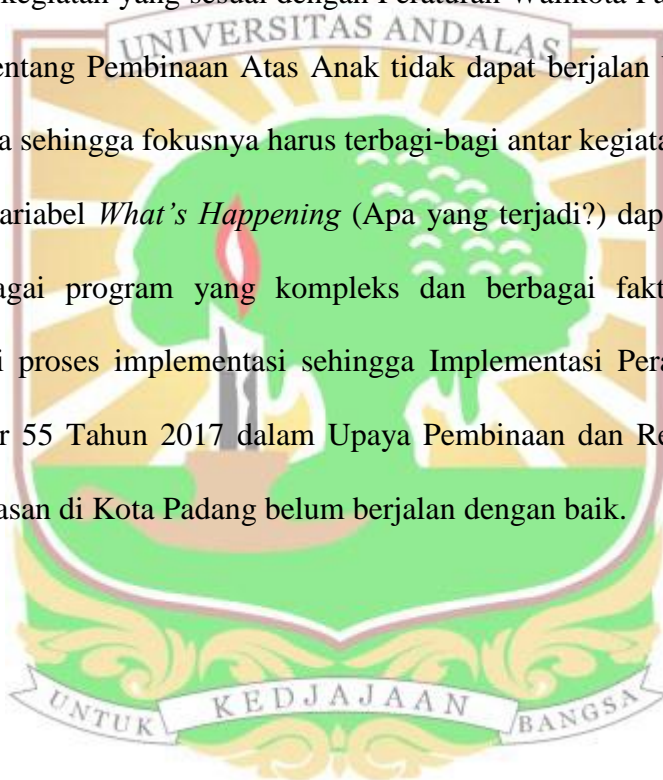 kegiatan yang sesuai dengan Peraturan Walikota
UNIVERSITAS ANDALAS
entang Pembinaan Atas Anak tidak dapat berjalan
a sehingga fokusnya harus terbagi-bagi antar kegiata
ariabel What's Happening (Apa yang terjadi?) dap
agai program yang kompleks dan berbagai fakt
i proses implementasi sehingga Implementasi Pera
r 55 Tahun 2017 dalam Upaya Pembinaan dan Re
asan di Kota Padang belum berjalan dengan baik.
UNTUK KEDJAJAAN BANGSA